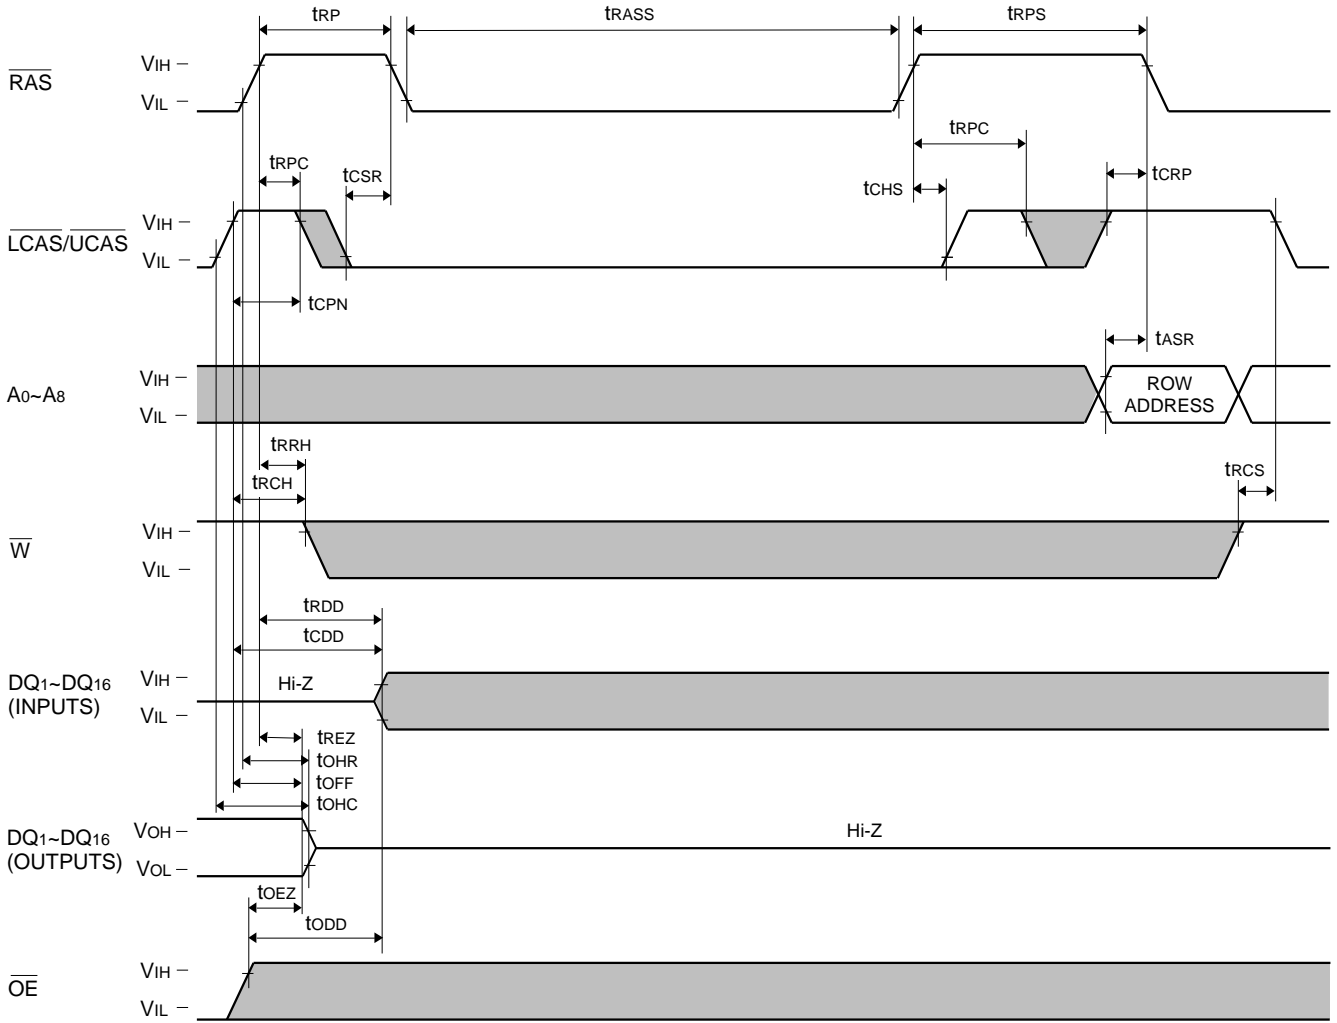 tRP tRASS tRPS
RAS
VIH
VIL
tRPC
tRPC tCSR tCHS tCRP
LCAS/UCAS
VIH
VIL
tCPN
tASR
A0~A8
VIH
VIL
ROW
ADDRESS
tRRH
tRCH
tRCS
W
VIH
VIL
tRDD
tCDD
DQ1~DQ16
(INPUTS)
VIH
VIL
Hi-Z
tREZ
tOHR
tOFF
tOHC
DQ1~DQ16
(OUTPUTS)
VOH
VOL
Hi-Z
tOEZ
tODD
OE
VIH
VIL